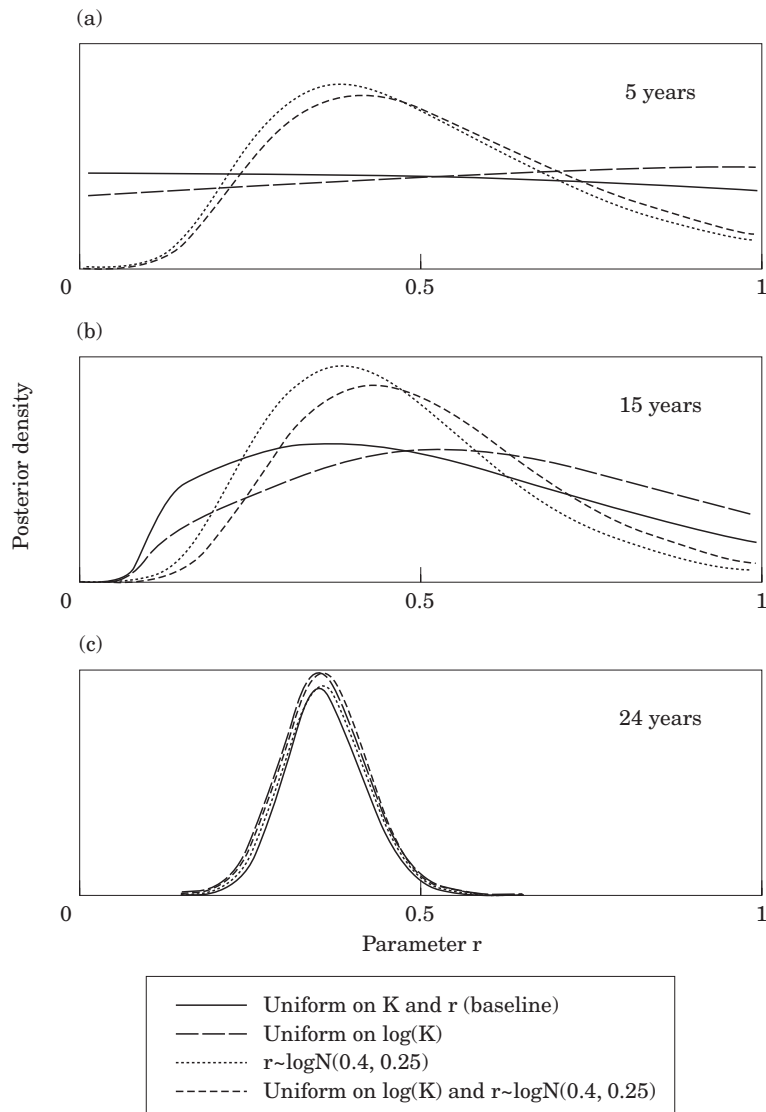 (a)
5 years
0 0.5 1
(b)
15 years
Posterior density
0 0.5 1
(c)
24 years
0 0.5 1
Parameter r
Uniform on K and r (baseline)
Uniform on log(K)
r~logN(0.4, 0.25)
Uniform on log(K) and r~logN(0.4, 0.25)